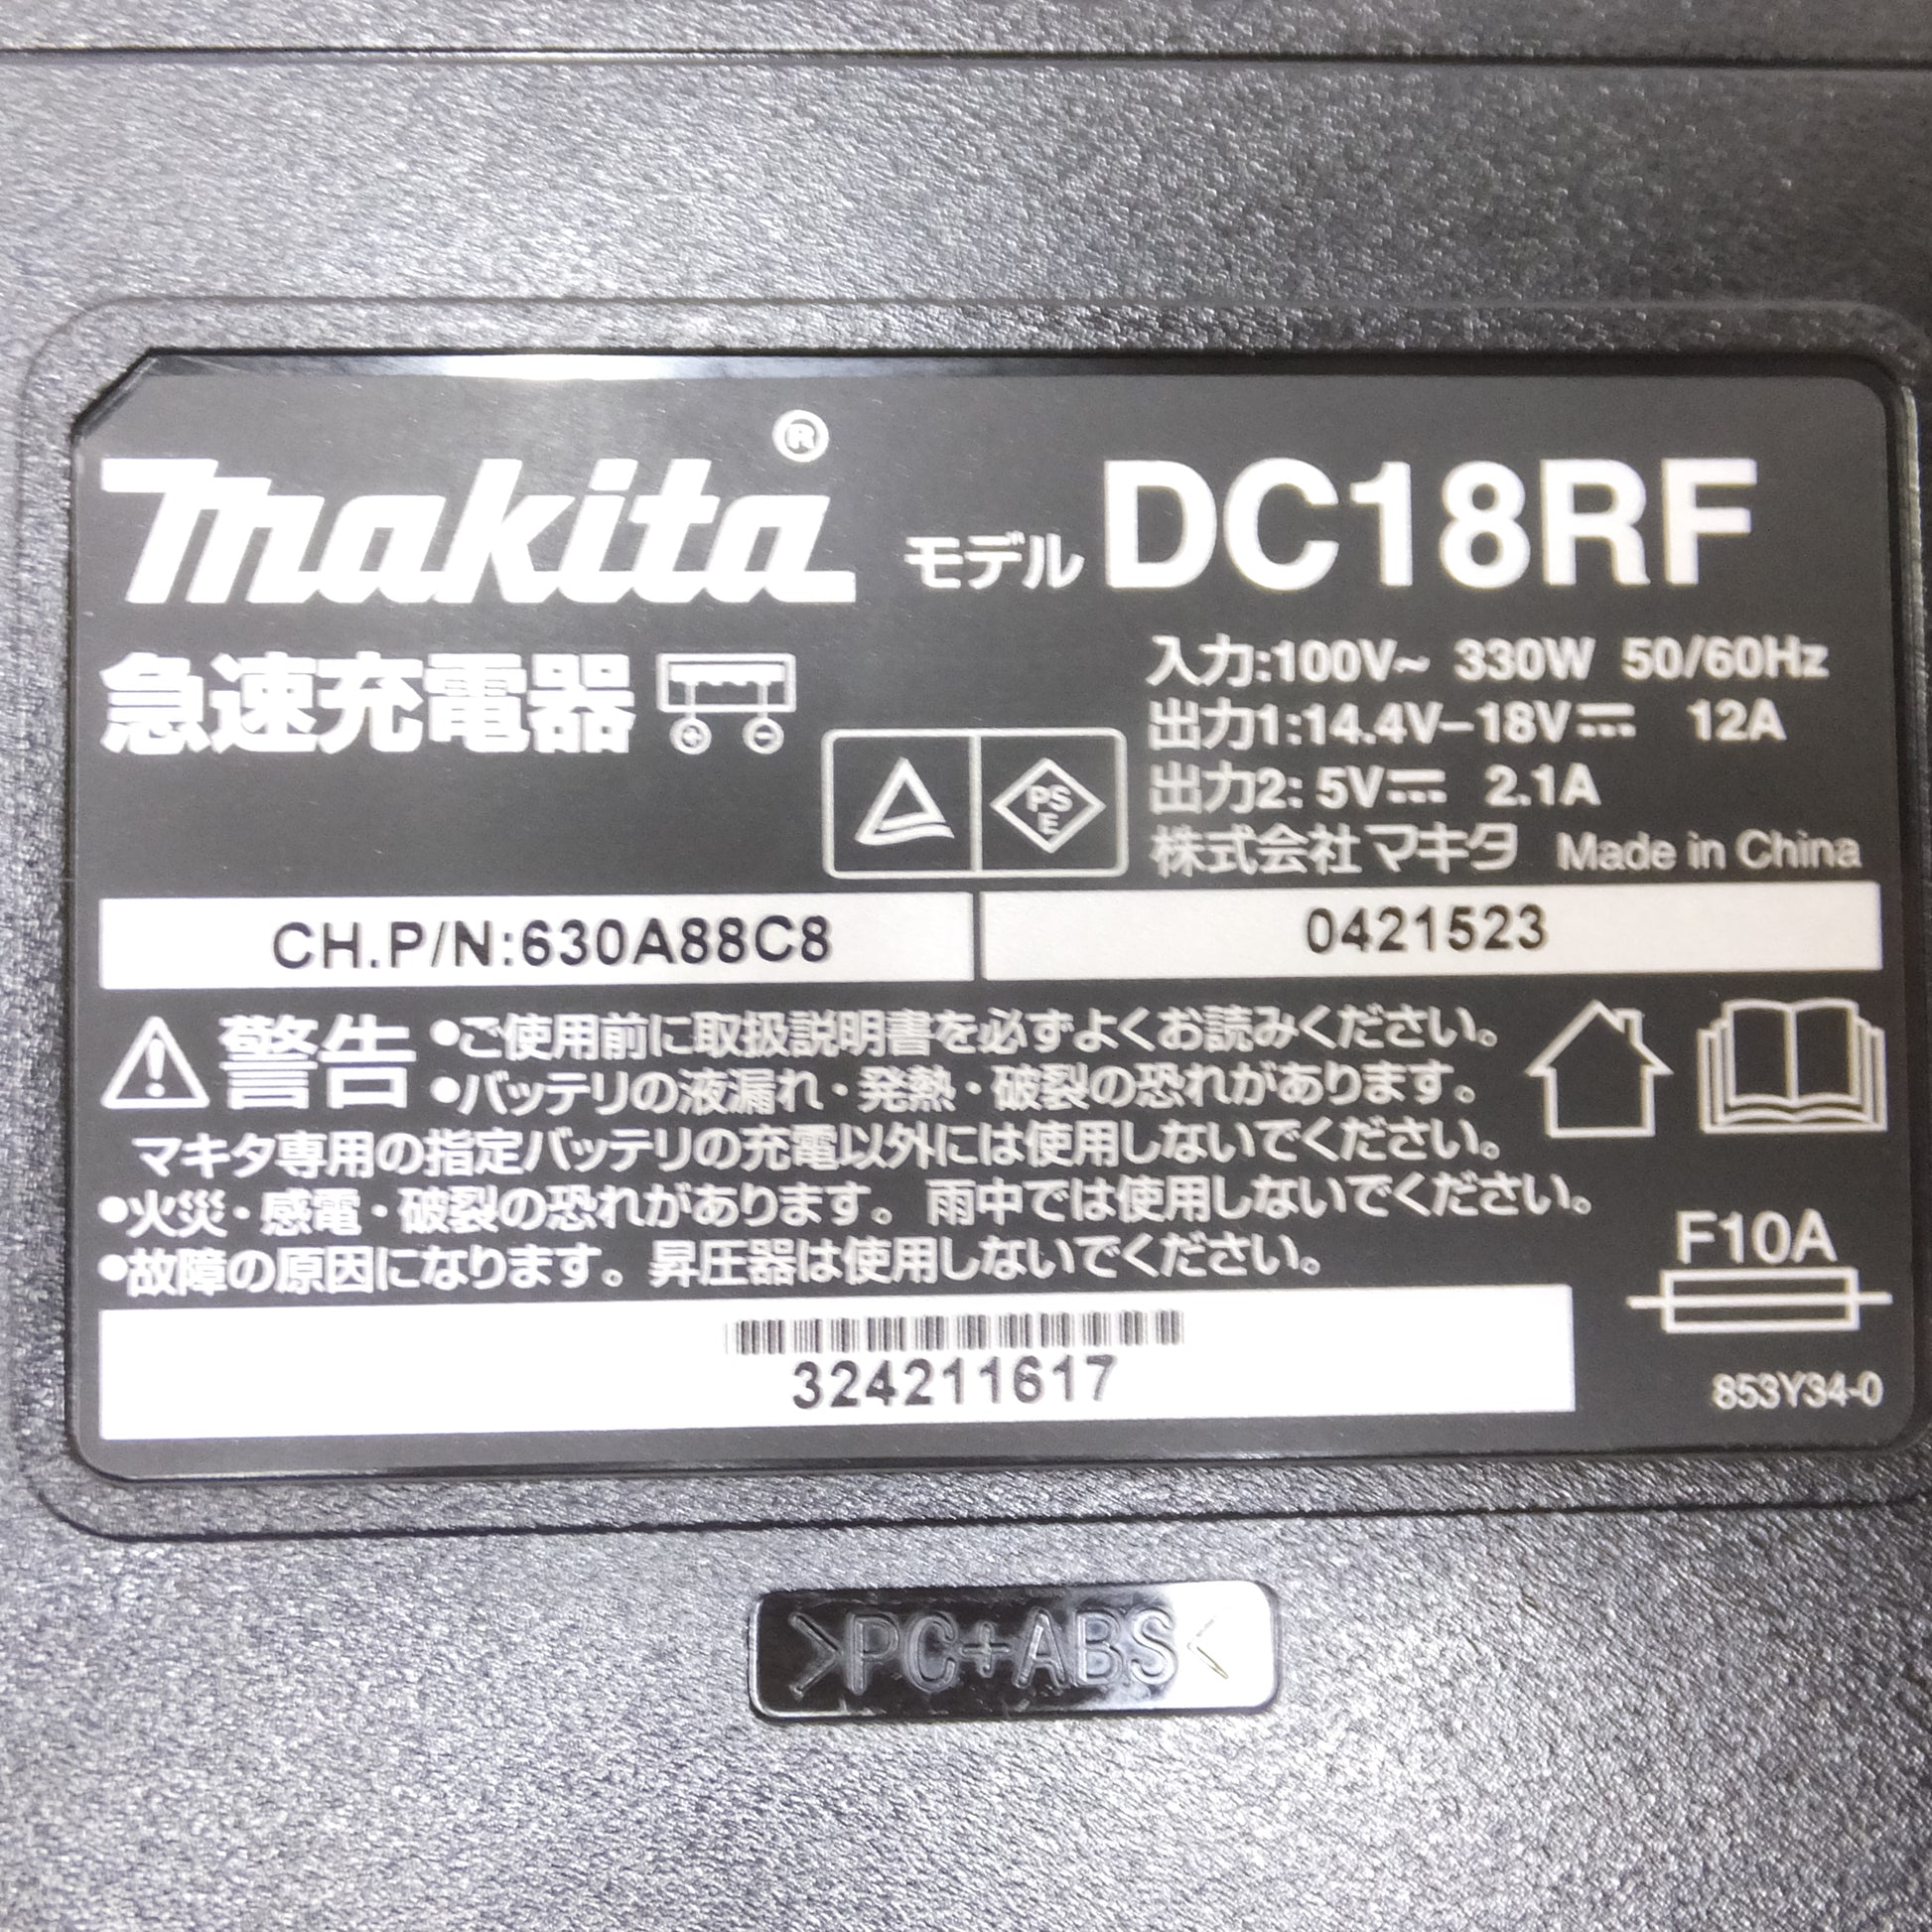 makita®
モデル DC18RF
急速充電器
入力:100V~ 330W 50/60Hz
出力1:14.4V-18V⎓ 12A
出力2: 5V⎓ 2.1A
PS
E
株式会社マキタ Made in China
CH.P/N:630A88C8
0421523
警告 •ご使用前に取扱説明書を必ずよくお読みください。
•バッテリの液漏れ・発熱・破裂の恐れがあります。
マキタ専用の指定バッテリの充電以外には使用しないでください。
•火災・感電・破裂の恐れがあります。雨中では使用しないでください。
•故障の原因になります。昇圧器は使用しないでください。
F10A
324211617
853Y34-0
>PC+ABS<